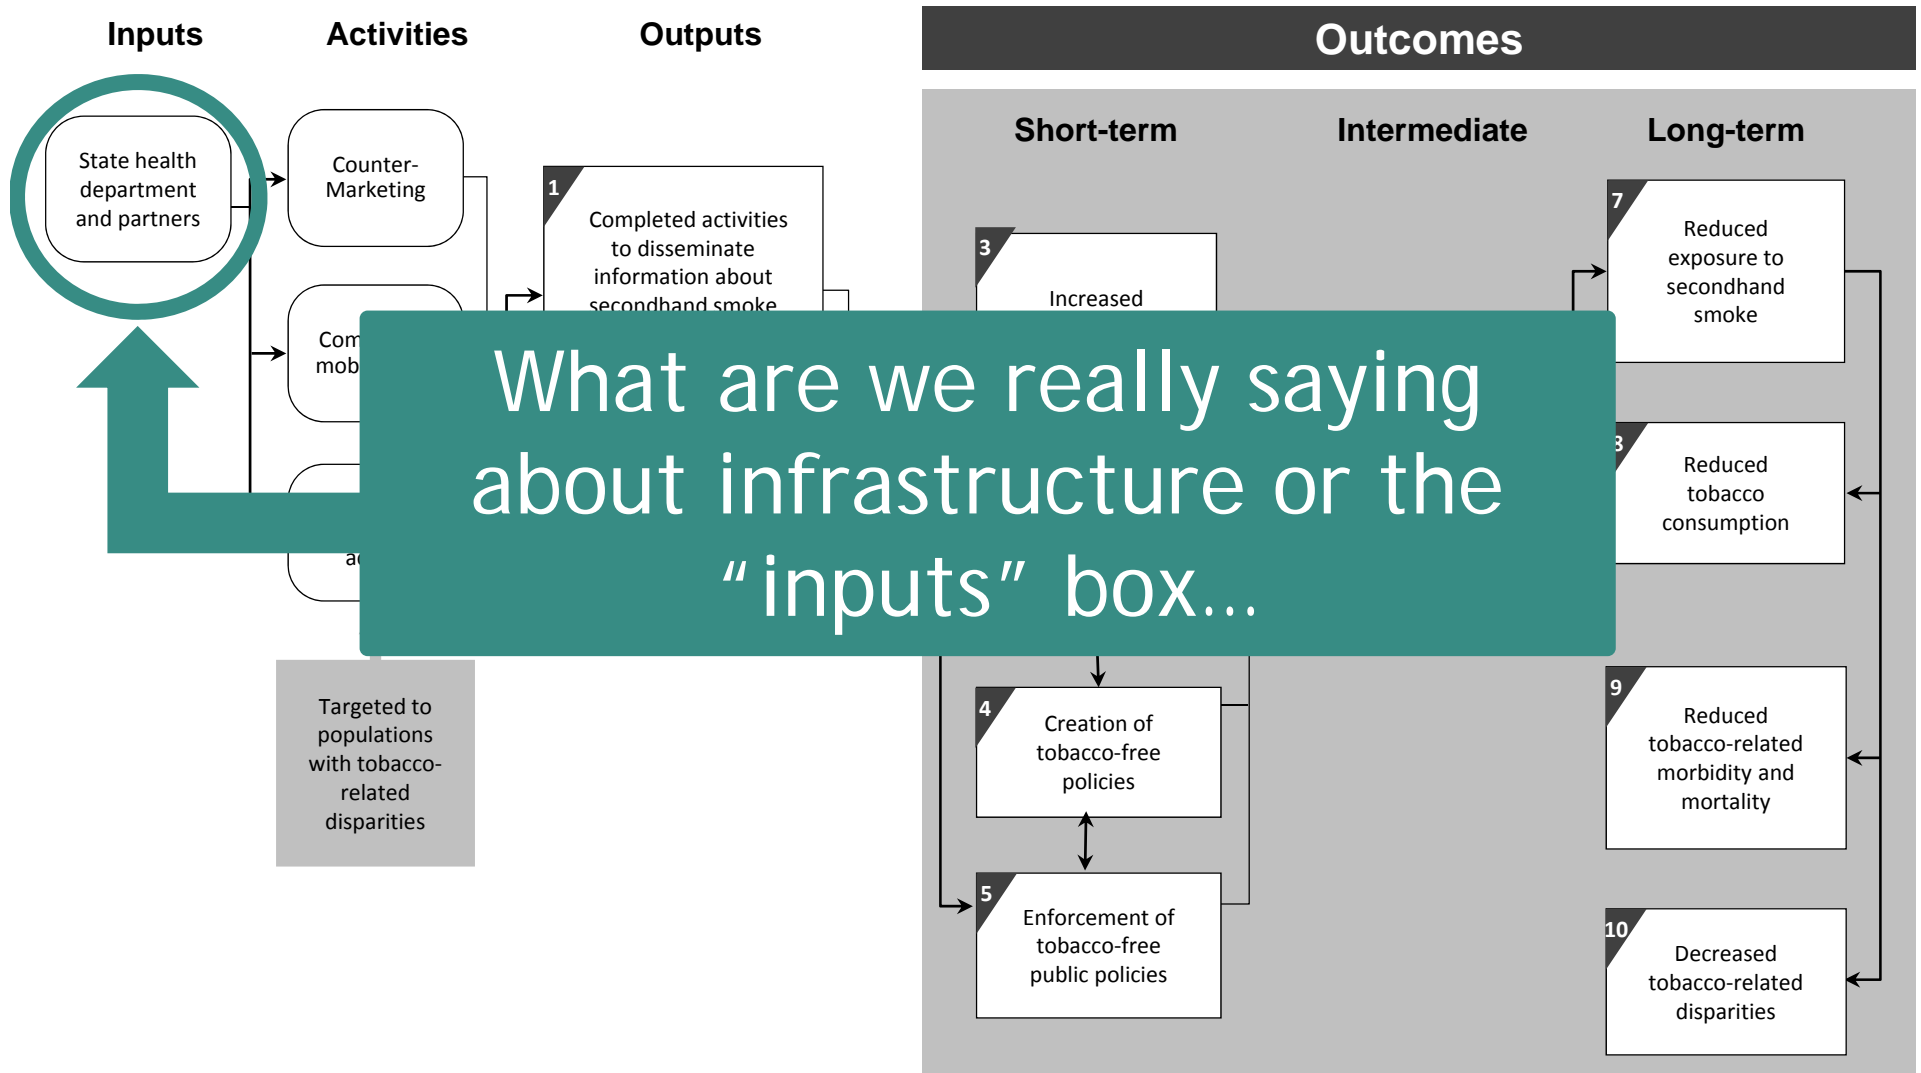 Inputs
Activities
Outputs
Outcomes
Short-term
Intermediate
Long-term
State health
department
and partners
Counter-
Marketing
1
Completed activities
to disseminate
information about
secondhand smoke
3
Increased
7
Reduced
exposure to
secondhand
smoke
What are we really saying
about infrastructure or the
“inputs” box…
8
Reduced
tobacco
consumption
Targeted to
populations
with tobacco-
related
disparities
4
Creation of
tobacco-free
policies
5
Enforcement of
tobacco-free
public policies
9
Reduced
tobacco-related
morbidity and
mortality
10
Decreased
tobacco-related
disparities